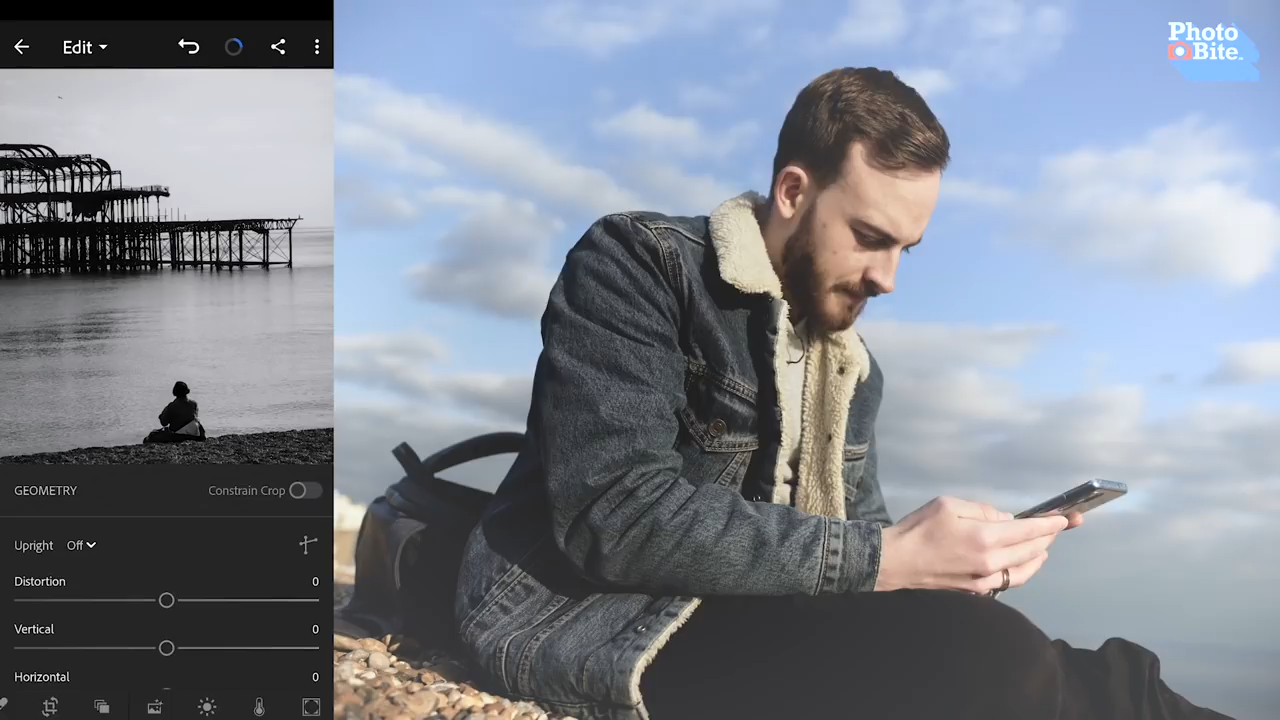 Edit
Photo
Bite
GEOMETRY
Constrain Crop
Upright Off
Distortion 0
Vertical 0
Horizontal 0